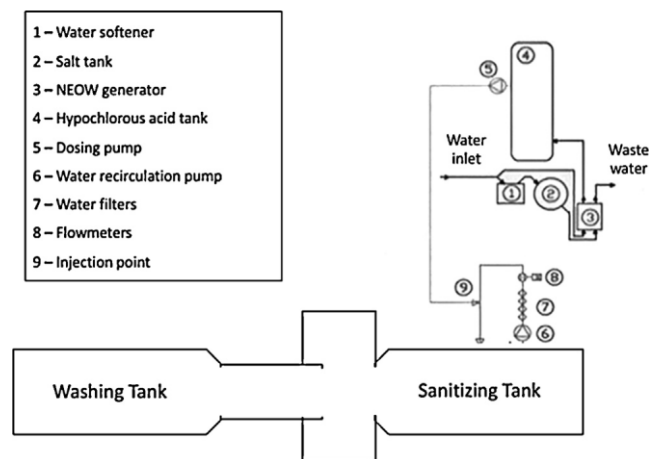 1 – Water softener
2 – Salt tank
3 – NEOW generator
4 – Hypochlorous acid tank
5 – Dosing pump
6 – Water recirculation pump
7 – Water filters
8 – Flowmeters
9 – Injection point
4
5
Water
inlet
Waste
water
1
2
3
9
8
7
6
Washing Tank
Sanitizing Tank